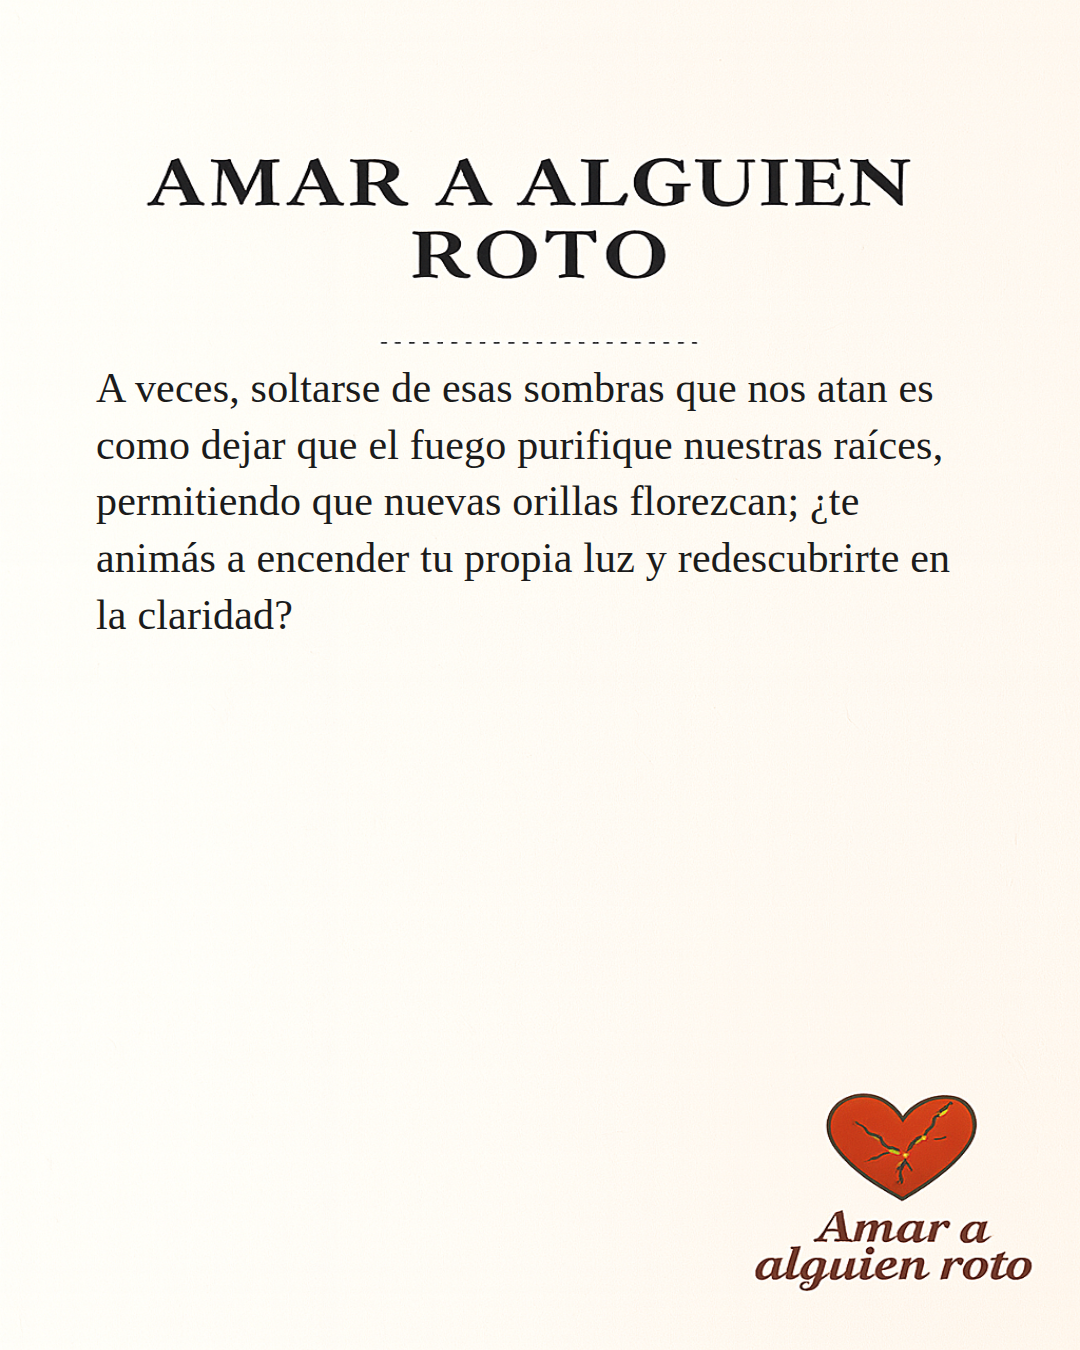 AMAR A ALGUIEN
ROTO
-----------------------
A veces, soltarse de esas sombras que nos atan es
como dejar que el fuego purifique nuestras raíces,
permitiendo que nuevas orillas florezcan; ¿te
animás a encender tu propia luz y redescubrirte en
la claridad?
Amar a
alguien roto